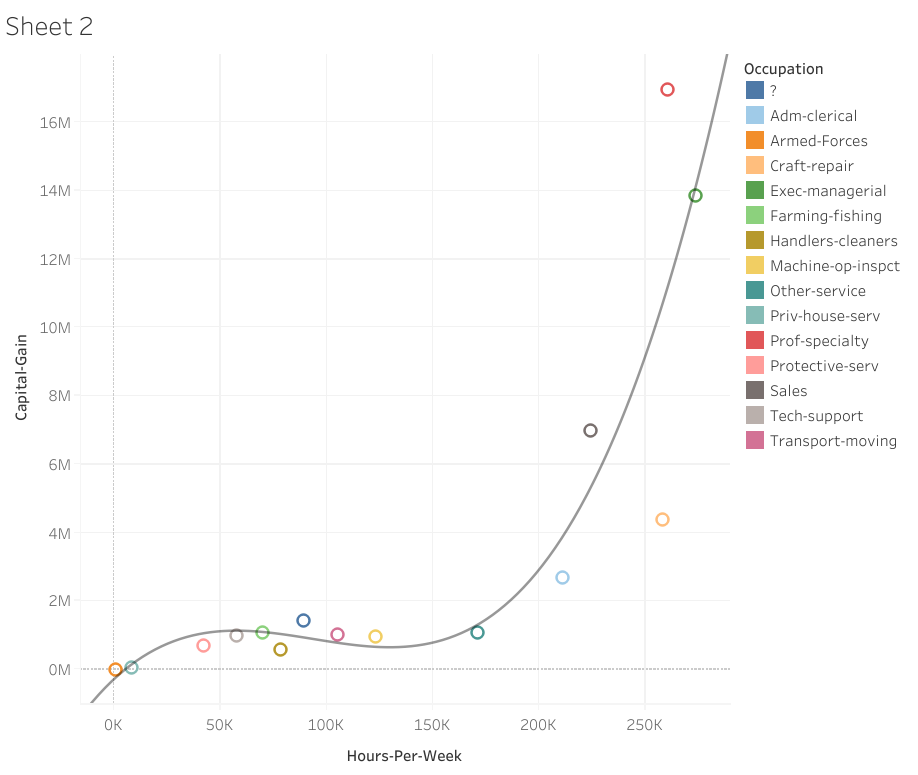 Sheet 2
Occupation
?
Adm-clerical
Armed-Forces
Craft-repair
Exec-managerial
Farming-fishing
Handlers-cleaners
Machine-op-inspct
Other-service
Priv-house-serv
Prof-specialty
Protective-serv
Sales
Tech-support
Transport-moving
Capital-Gain
16M
14M
12M
10M
8M
6M
4M
2M
0M
0K 50K 100K 150K 200K 250K
Hours-Per-Week